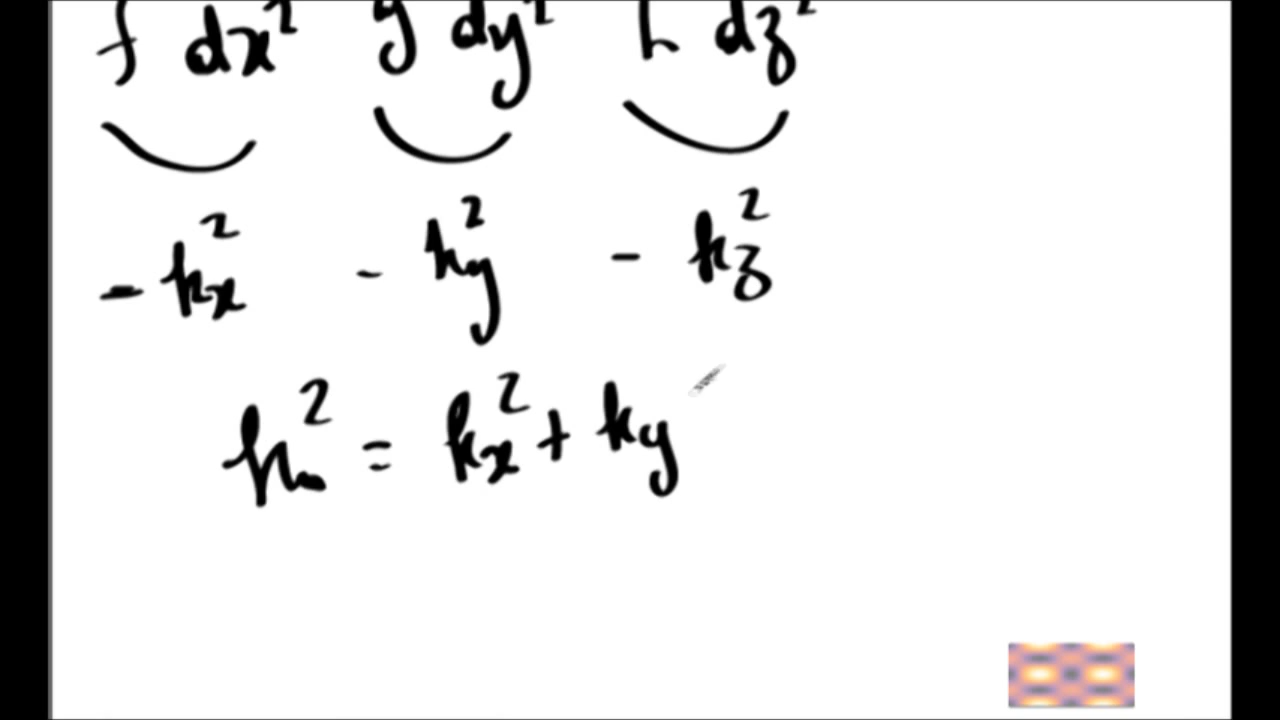 f dx² g dy² h dz²
- kx² - ky² - kz²
k² = kx² + ky